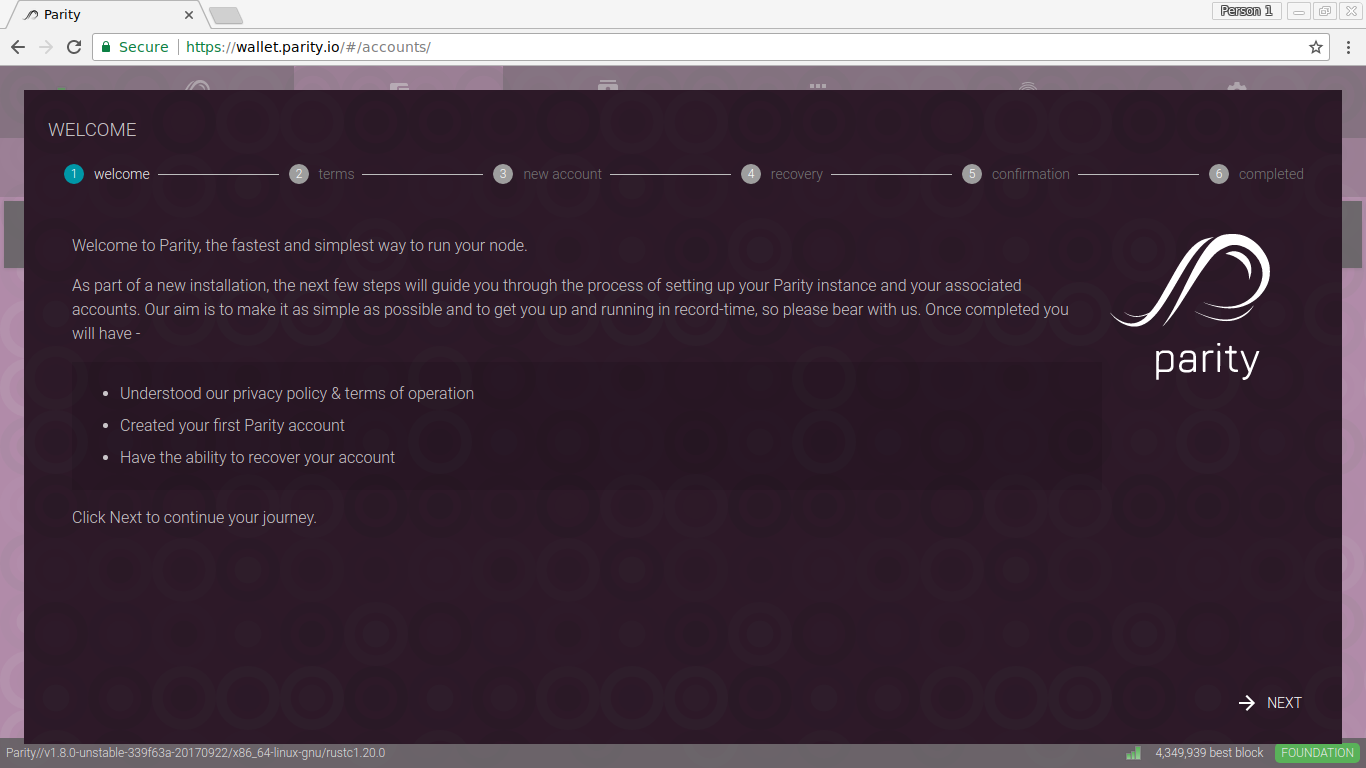 Parity
Person 1
Secure https://wallet.parity.io/#/accounts/
WELCOME
1 welcome 2 terms 3 new account 4 recovery 5 confirmation 6 completed
Welcome to Parity, the fastest and simplest way to run your node.
As part of a new installation, the next few steps will guide you through the process of setting up your Parity instance and your associated
accounts. Our aim is to make it as simple as possible and to get you up and running in record-time, so please bear with us. Once completed you
will have -
parity
• Understood our privacy policy & terms of operation
• Created your first Parity account
• Have the ability to recover your account
Click Next to continue your journey.
NEXT
Parity//v1.8.0-unstable-339f63a-20170922/x86_64-linux-gnu/rustc1.20.0
4,349,939 best block FOUNDATION